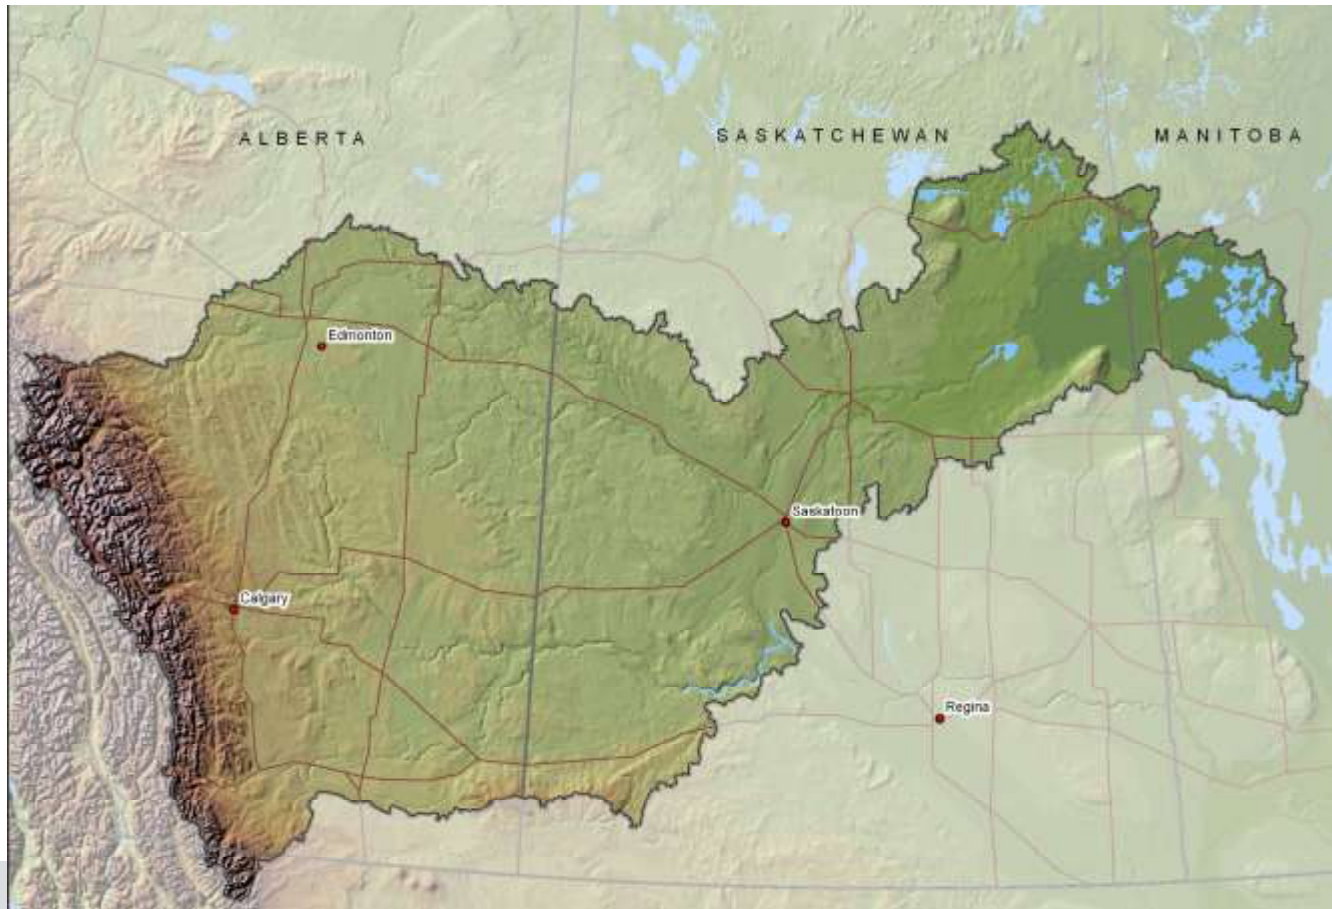 ALBERTA
SASKATCHEWAN
MANITOBA
Edmonton
Saskatoon
Calgary
Regina